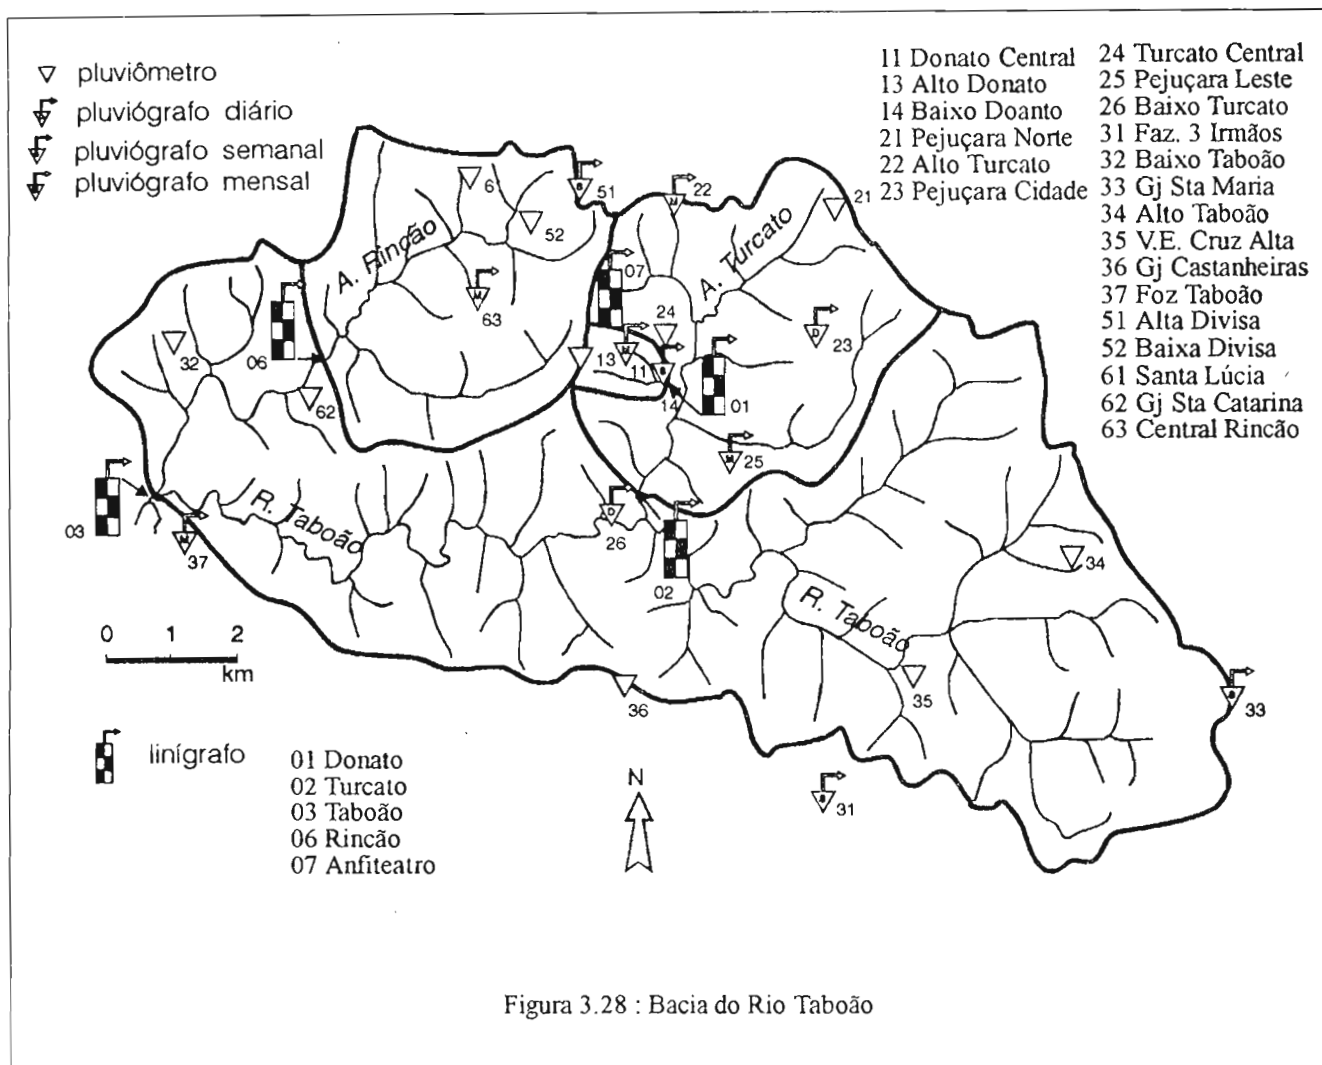 pluviômetro
pluviógrafo diário
pluviógrafo semanal
pluviógrafo mensal
11 Donato Central
13 Alto Donato
14 Baixo Doanto
21 Pejuçara Norte
22 Alto Turcato
23 Pejuçara Cidade
24 Turcato Central
25 Pejuçara Leste
26 Baixo Turcato
31 Faz. 3 Irmãos
32 Baixo Taboão
33 Gj Sta Maria
34 Alto Taboão
35 V.E. Cruz Alta
36 Gj Castanheiras
37 Foz Taboão
51 Alta Divisa
52 Baixa Divisa
61 Santa Lúcia
62 Gj Sta Catarina
63 Central Rincão
6
51
22
21
52
A. Rincão
A. Turcato
07
63
24
D
23
M
32
06
13
11
62
14
01
M
25
03
R. Taboão
D
26
37
02
34
R. Taboão
0 1 2
km
36
35
33
31
linígrafo
01 Donato
02 Turcato
03 Taboão
06 Rincão
07 Anfiteatro
N
Figura 3.28 : Bacia do Rio Taboão